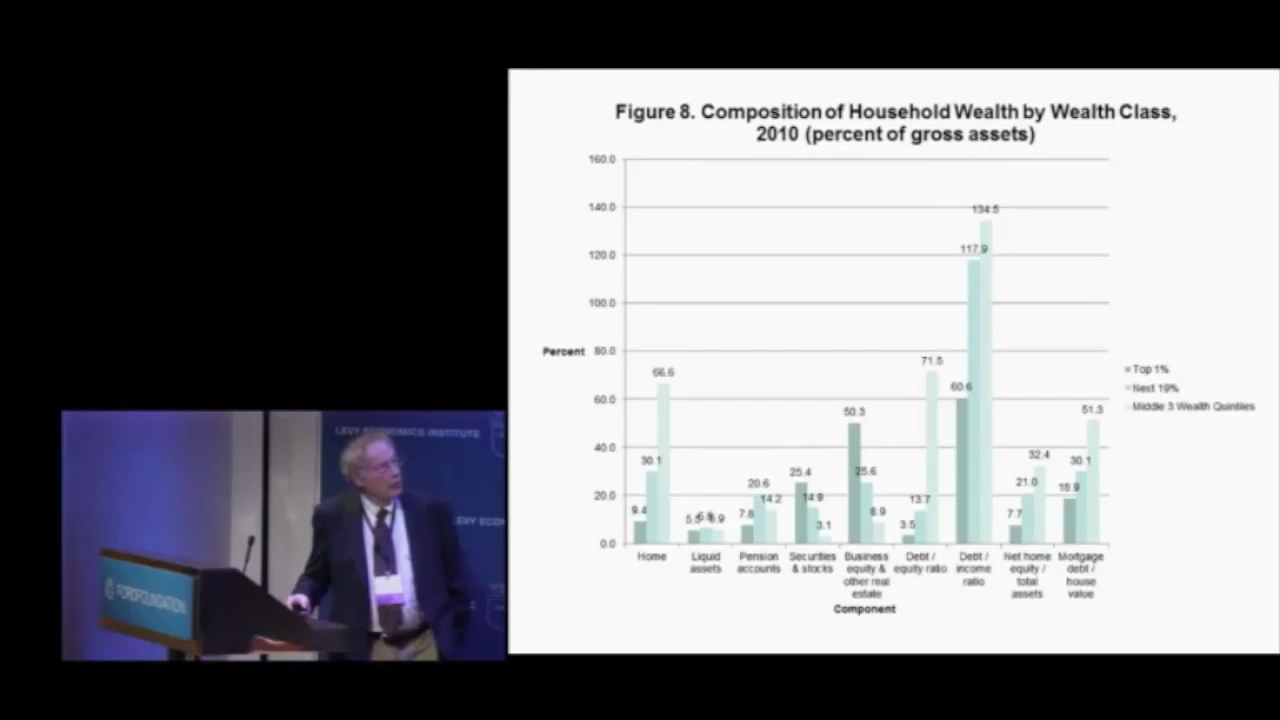 Figure 8. Composition of Household Wealth by Wealth Class,
2010 (percent of gross assets)
160.0
140.0
120.0
100.0
Percent 80.0
60.0
40.0
20.0
0.0
9.4 30.1 66.6
5.5 5.9
7.8 20.6 14.2
25.4 14.9 3.1
50.3 25.6 8.9
3.5 13.7 71.5
60.6 117.9 134.5
7.7 21.0 32.4
18.9 30.1 51.3
Home
Liquid
assets
Pension
accounts
Securities
& stocks
Business
equity &
other real
estate
Debt /
equity ratio
Debt /
income
ratio
Net home
equity /
total
assets
Mortgage
debt /
house
value
Component
Top 1%
Next 19%
Middle 3 Wealth Quintiles
LEVY ECONOMICS INSTITUTE
FORDFOUNDATION